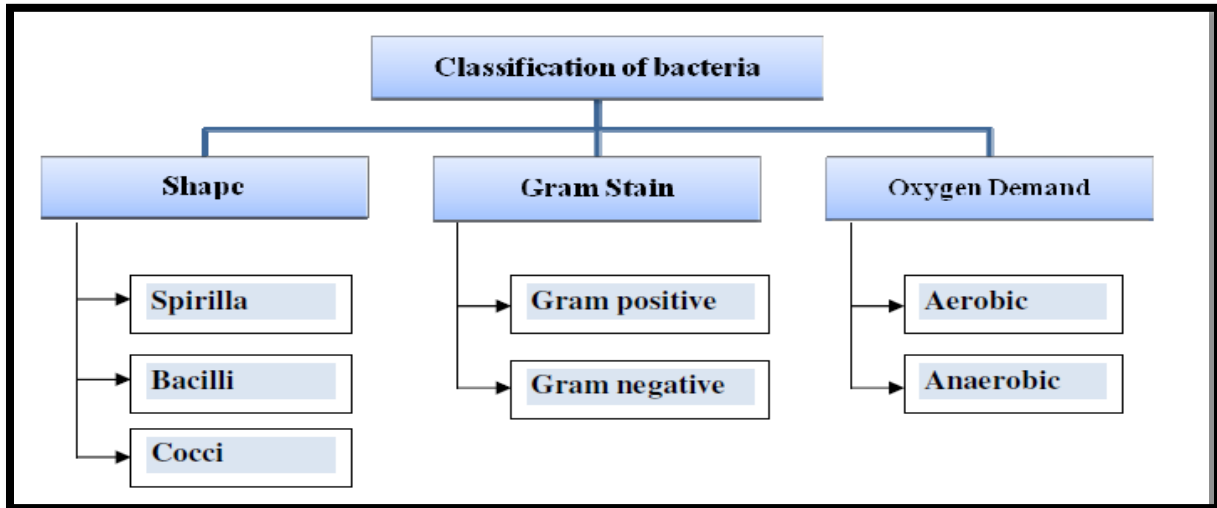 Classification of bacteria
Shape
Spirilla
Bacilli
Cocci
Gram Stain
Gram positive
Gram negative
Oxygen Demand
Aerobic
Anaerobic